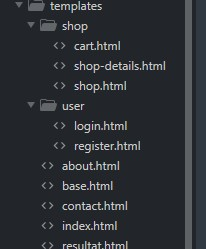 templates
shop
cart.html
shop-details.html
shop.html
user
login.html
register.html
about.html
base.html
contact.html
index.html
resultat.html